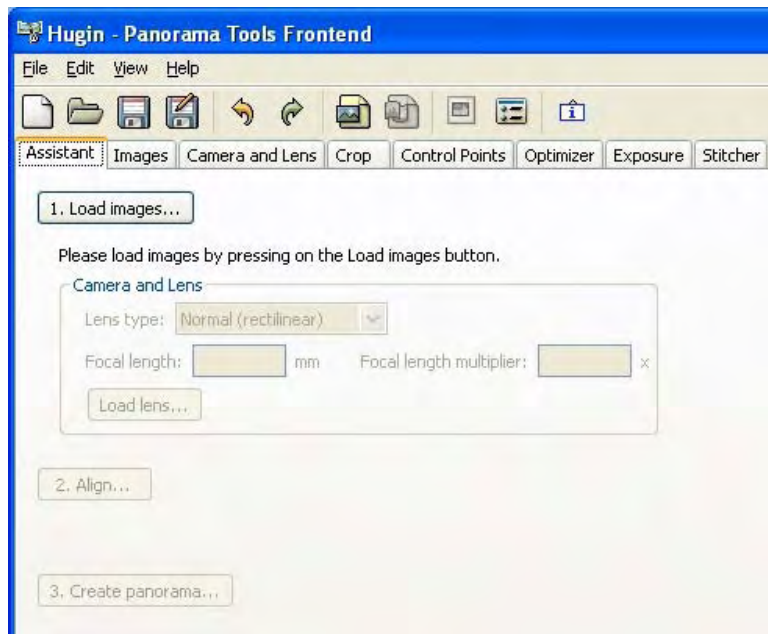 Hugin - Panorama Tools Frontend
File Edit View Help
Assistant Images Camera and Lens Crop Control Points Optimizer Exposure Stitcher
1. Load images...
Please load images by pressing on the Load images button.
Camera and Lens
Lens type: Normal (rectilinear)
Focal length: mm Focal length multiplier: x
Load lens...
2. Align...
3. Create panorama...